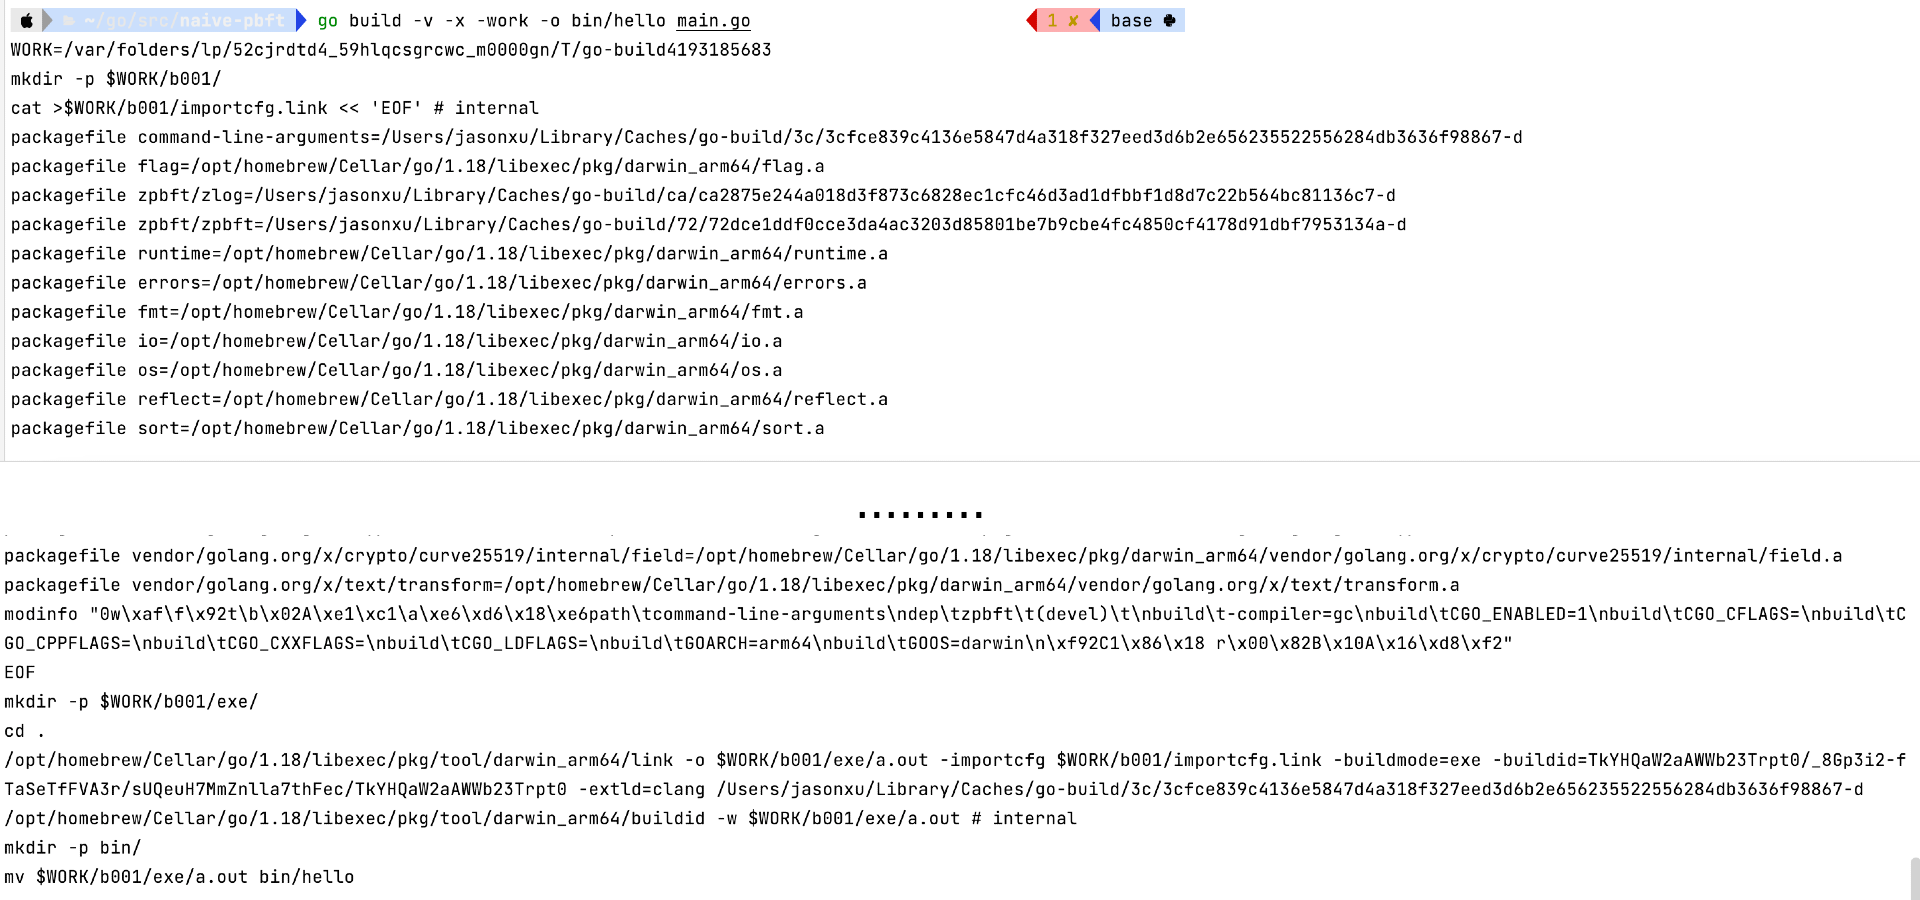 ~/go/src/naive-pbft go build -v -x -work -o bin/hello main.go 1 ✘ base
WORK=/var/folders/lp/52cjrdtd4_59hlqcsgrcwc_m0000gn/T/go-build4193185683
mkdir -p $WORK/b001/
cat >$WORK/b001/importcfg.link << 'EOF' # internal
packagefile command-line-arguments=/Users/jasonxu/Library/Caches/go-build/3c/3cfce839c4136e5847d4a318f327eed3d6b2e656235522556284db3636f98867-d
packagefile flag=/opt/homebrew/Cellar/go/1.18/libexec/pkg/darwin_arm64/flag.a
packagefile zpbft/zlog=/Users/jasonxu/Library/Caches/go-build/ca/ca2875e244a018d3f873c6828ec1cfc46d3ad1dfbbf1d8d7c22b564bc81136c7-d
packagefile zpbft/zpbft=/Users/jasonxu/Library/Caches/go-build/72/72dce1ddf0cce3da4ac3203d85801be7b9cbe4fc4850cf4178d91dbf7953134a-d
packagefile runtime=/opt/homebrew/Cellar/go/1.18/libexec/pkg/darwin_arm64/runtime.a
packagefile errors=/opt/homebrew/Cellar/go/1.18/libexec/pkg/darwin_arm64/errors.a
packagefile fmt=/opt/homebrew/Cellar/go/1.18/libexec/pkg/darwin_arm64/fmt.a
packagefile io=/opt/homebrew/Cellar/go/1.18/libexec/pkg/darwin_arm64/io.a
packagefile os=/opt/homebrew/Cellar/go/1.18/libexec/pkg/darwin_arm64/os.a
packagefile reflect=/opt/homebrew/Cellar/go/1.18/libexec/pkg/darwin_arm64/reflect.a
packagefile sort=/opt/homebrew/Cellar/go/1.18/libexec/pkg/darwin_arm64/sort.a
.........
packagefile vendor/golang.org/x/crypto/curve25519/internal/field=/opt/homebrew/Cellar/go/1.18/libexec/pkg/darwin_arm64/vendor/golang.org/x/crypto/curve25519/internal/field.a
packagefile vendor/golang.org/x/text/transform=/opt/homebrew/Cellar/go/1.18/libexec/pkg/darwin_arm64/vendor/golang.org/x/text/transform.a
modinfo "0w\xaf\f\x92t\b\x02A\xe1\xc1\a\xe6\xd6\x18\xe6path\tcommand-line-arguments\ndep\tzpbft\t(devel)\t\nbuild\t-compiler=gc\nbuild\tCGO_ENABLED=1\nbuild\tCGO_CFLAGS=\nbuild\tC
GO_CPPFLAGS=\nbuild\tCGO_CXXFLAGS=\nbuild\tCGO_LDFLAGS=\nbuild\tGOARCH=arm64\nbuild\tGOOS=darwin\n\xf92C1\x86\x18 r\x00\x82B\x10A\x16\xd8\xf2"
EOF
mkdir -p $WORK/b001/exe/
cd .
/opt/homebrew/Cellar/go/1.18/libexec/pkg/tool/darwin_arm64/link -o $WORK/b001/exe/a.out -importcfg $WORK/b001/importcfg.link -buildmode=exe -buildid=TkYHQaW2aAWWb23Trpt0/_8Gp3i2-f
TaSeTfFVA3r/sUQeuH7MmZnlla7thFec/TkYHQaW2aAWWb23Trpt0 -extld=clang /Users/jasonxu/Library/Caches/go-build/3c/3cfce839c4136e5847d4a318f327eed3d6b2e656235522556284db3636f98867-d
/opt/homebrew/Cellar/go/1.18/libexec/pkg/tool/darwin_arm64/buildid -w $WORK/b001/exe/a.out # internal
mkdir -p bin/
mv $WORK/b001/exe/a.out bin/hello